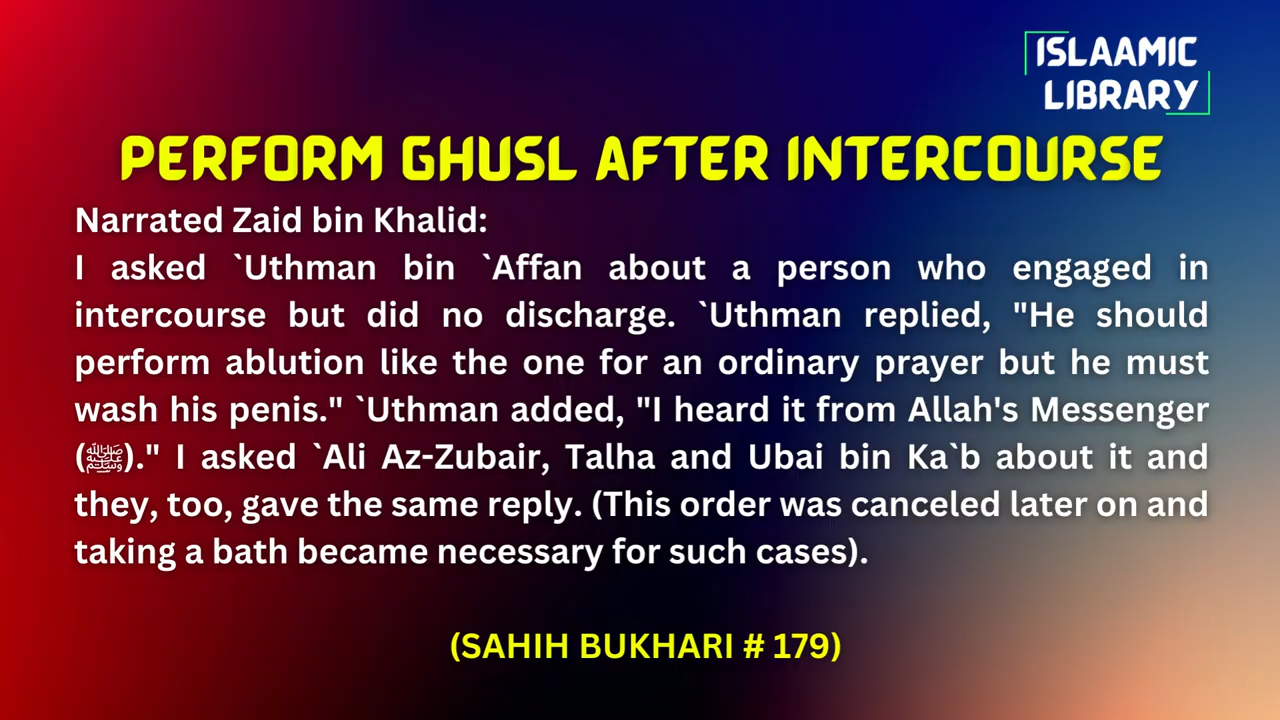 ISLAAMIC
LIBRARY
PERFORM GHUSL AFTER INTERCOURSE
Narrated Zaid bin Khalid:
I asked `Uthman bin `Affan about a person who engaged in
intercourse but did no discharge. `Uthman replied, "He should
perform ablution like the one for an ordinary prayer but he must
wash his penis." `Uthman added, "I heard it from Allah's Messenger
(ﷺ)." I asked `Ali Az-Zubair, Talha and Ubai bin Ka`b about it and
they, too, gave the same reply. (This order was canceled later on and
taking a bath became necessary for such cases).
(SAHIH BUKHARI # 179)